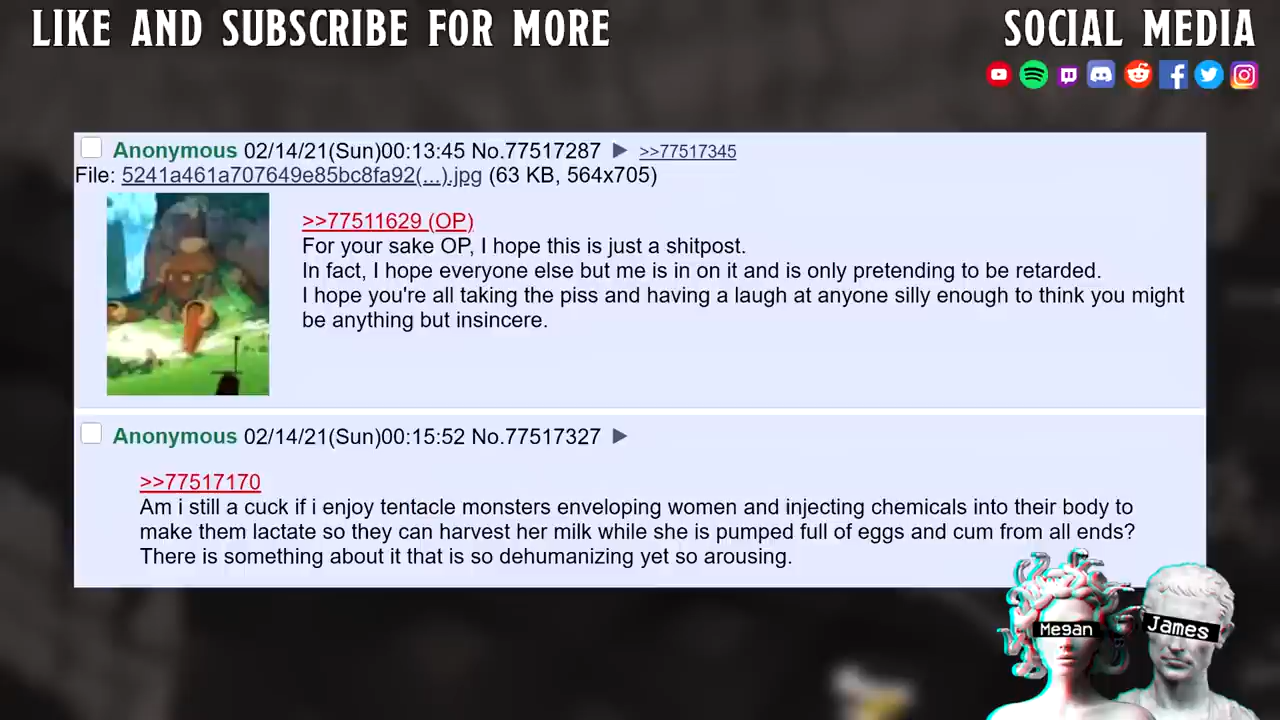 LIKE AND SUBSCRIBE FOR MORE
SOCIAL MEDIA
Anonymous 02/14/21(Sun)00:13:45 No.77517287 ▶ >>77517345
File: 5241a461a707649e85bc8fa92(...).jpg (63 KB, 564x705)
>>77511629 (OP)
For your sake OP, I hope this is just a shitpost.
In fact, I hope everyone else but me is in on it and is only pretending to be retarded.
I hope you're all taking the piss and having a laugh at anyone silly enough to think you might
be anything but insincere.
Anonymous 02/14/21(Sun)00:15:52 No.77517327 ▶
>>77517170
Am i still a cuck if i enjoy tentacle monsters enveloping women and injecting chemicals into their body to
make them lactate so they can harvest her milk while she is pumped full of eggs and cum from all ends?
There is something about it that is so dehumanizing yet so arousing.
Megan
James